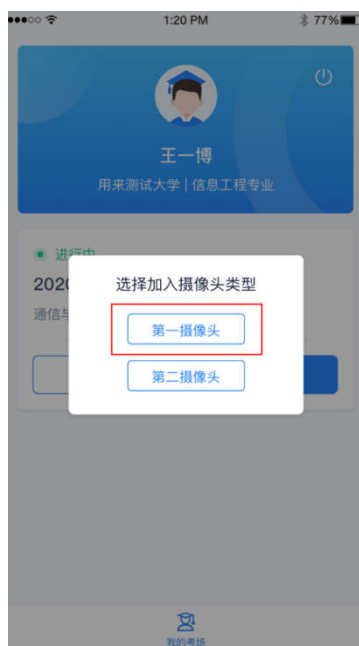 1:20 PM
77%
王一博
用来测试大学 | 信息工程专业
进行中
2020
选择加入摄像头类型
通信与
第一摄像头
第二摄像头
我的考场